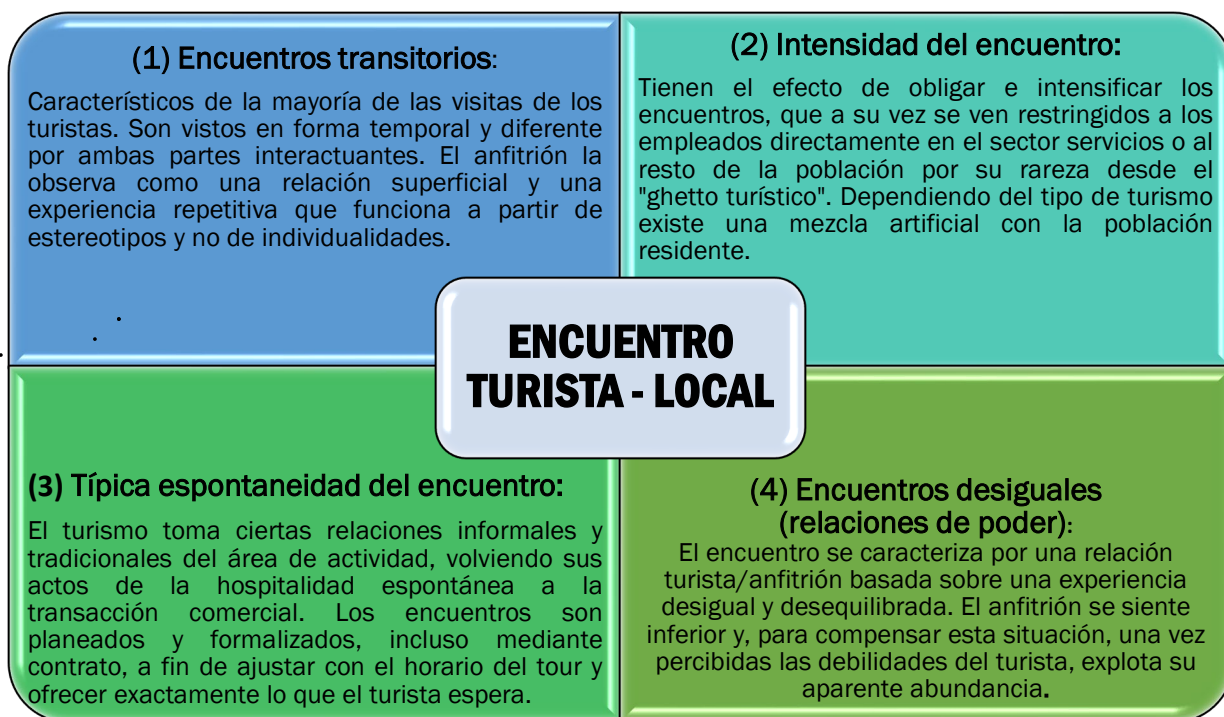 (1) Encuentros transitorios:
Característicos de la mayoría de las visitas de los
turistas. Son vistos en forma temporal y diferente
por ambas partes interactuantes. El anfitrión la
observa como una relación superficial y una
experiencia repetitiva que funciona a partir de
estereotipos y no de individualidades.
(2) Intensidad del encuentro:
Tienen el efecto de obligar e intensificar los
encuentros, que a su vez se ven restringidos a los
empleados directamente en el sector servicios o al
resto de la población por su rareza desde el
"ghetto turístico". Dependiendo del tipo de turismo
existe una mezcla artificial con la población
residente.
ENCUENTRO
TURISTA - LOCAL
(3) Típica espontaneidad del encuentro:
El turismo toma ciertas relaciones informales y
tradicionales del área de actividad, volviendo sus
actos de la hospitalidad espontánea a la
transacción comercial. Los encuentros son
planeados y formalizados, incluso mediante
contrato, a fin de ajustar con el horario del tour y
ofrecer exactamente lo que el turista espera.
(4) Encuentros desiguales
(relaciones de poder):
El encuentro se caracteriza por una relación
turista/anfitrión basada sobre una experiencia
desigual y desequilibrada. El anfitrión se siente
inferior y, para compensar esta situación, una vez
percibidas las debilidades del turista, explota su
aparente abundancia.